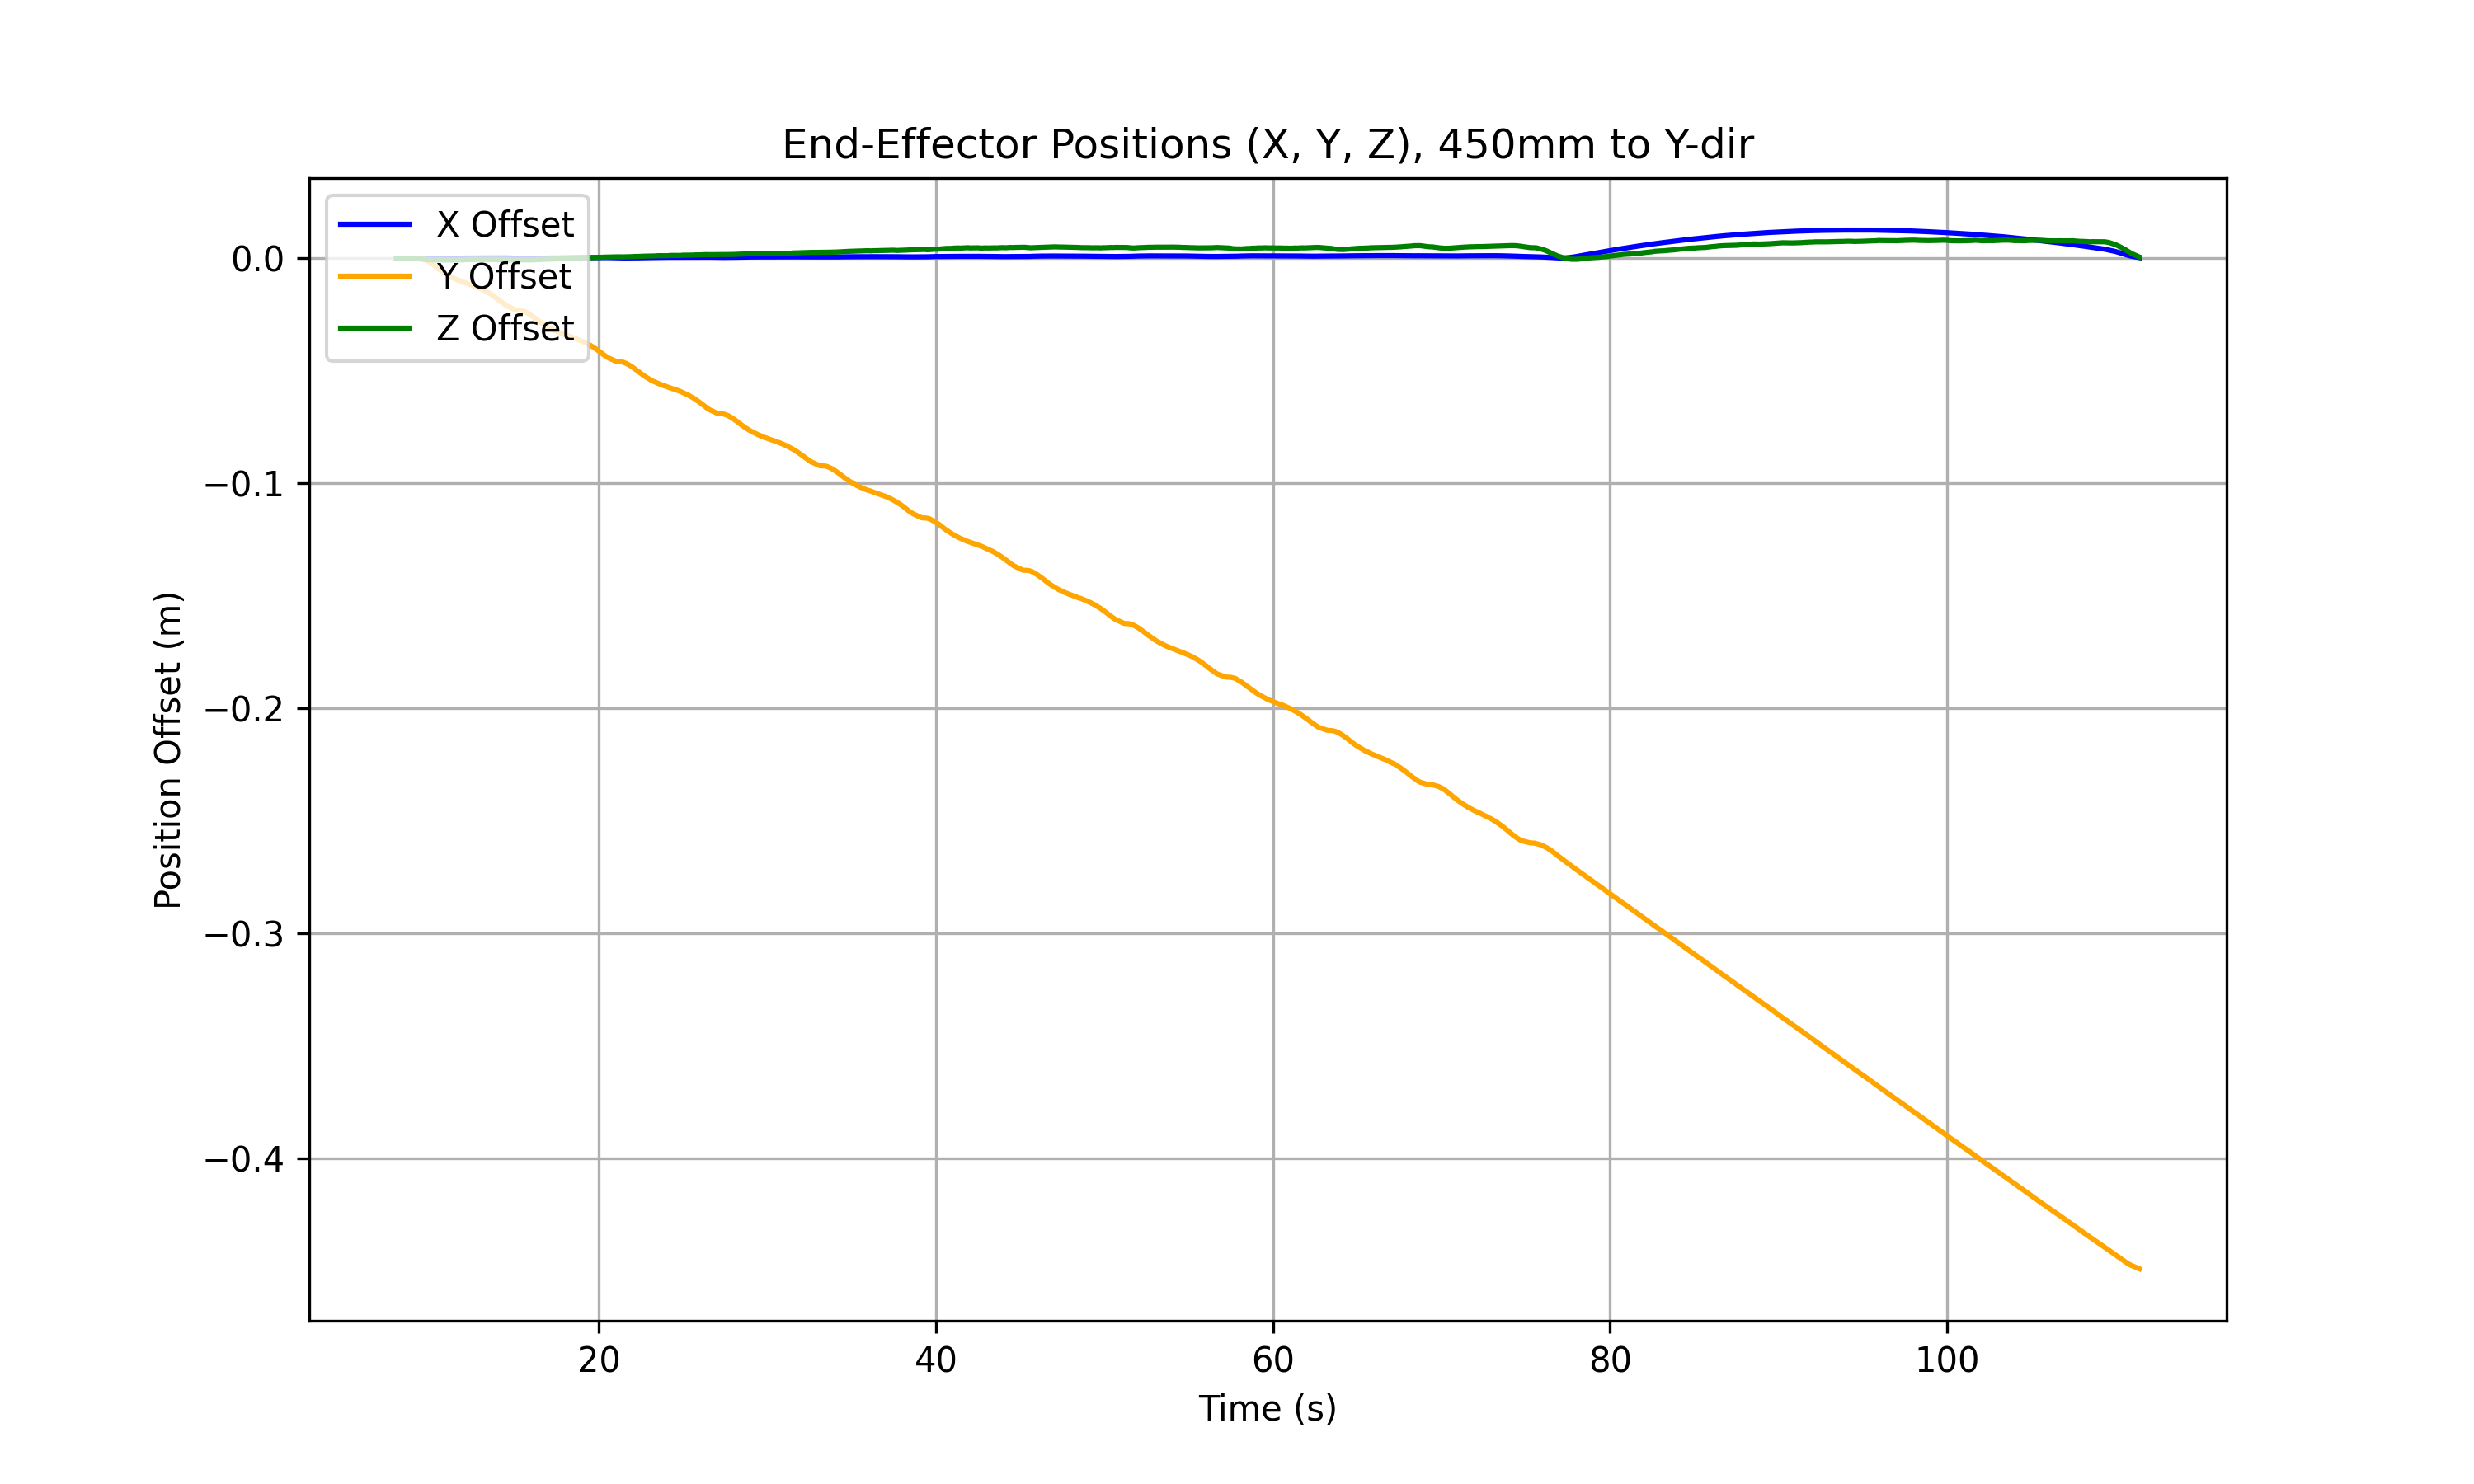 End-Effector Positions (X, Y, Z), 450mm to Y-dir
X Offset
Y Offset
Z Offset
0.0
−0.1
−0.2
−0.3
−0.4
Position Offset (m)
20 40 60 80 100
Time (s)